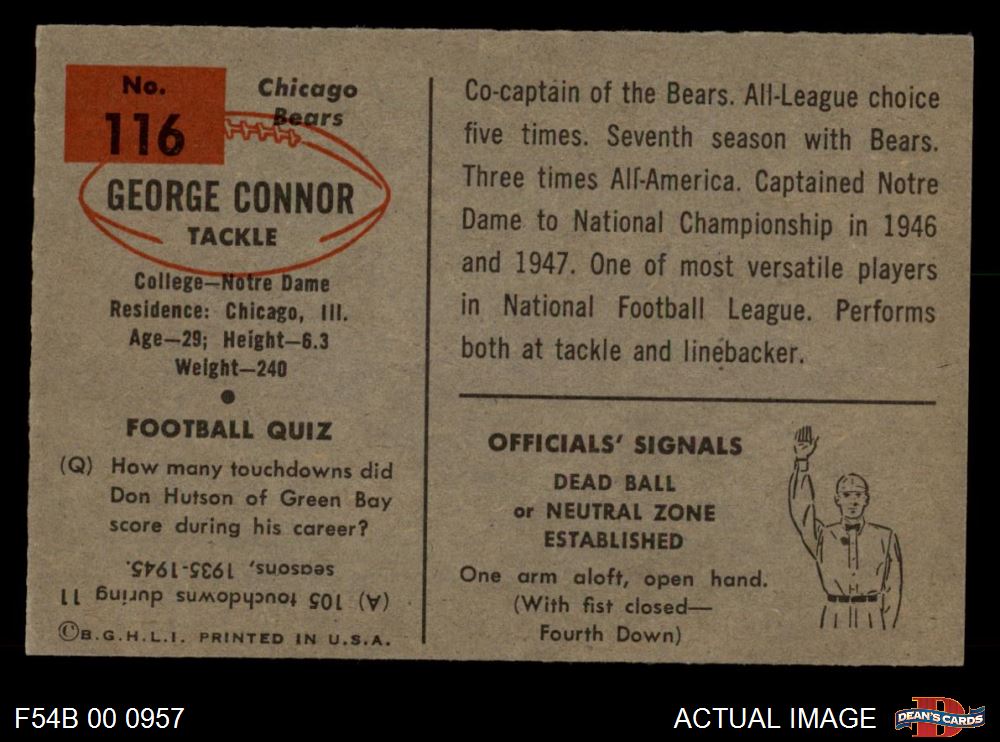 No.
116
Chicago
Bears
GEORGE CONNOR
TACKLE
College—Notre Dame
Residence: Chicago, Ill.
Age—29; Height—6.3
Weight—240
FOOTBALL QUIZ
(Q) How many touchdowns did
Don Hutson of Green Bay
score during his career?
(A) 105 touchdowns during 11
seasons, 1935-1945.
©B.G.H.L.I. PRINTED IN U.S.A.
Co-captain of the Bears. All-League choice
five times. Seventh season with Bears.
Three times All-America. Captained Notre
Dame to National Championship in 1946
and 1947. One of most versatile players
in National Football League. Performs
both at tackle and linebacker.
OFFICIALS' SIGNALS
DEAD BALL
or NEUTRAL ZONE
ESTABLISHED
One arm aloft, open hand.
(With fist closed—
Fourth Down)
F54B 00 0957
ACTUAL IMAGE
D
DEAN'S CARDS